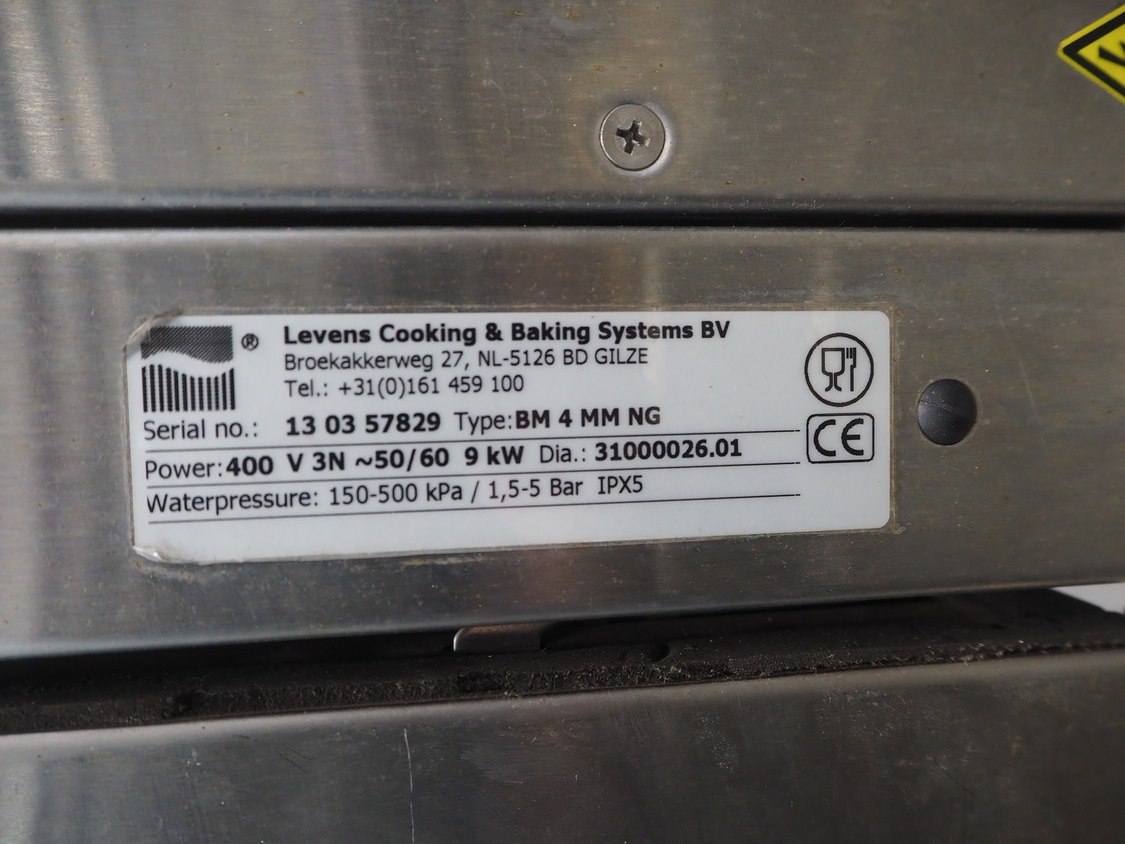 ® Levens Cooking & Baking Systems BV
Broekakkerweg 27, NL-5126 BD GILZE
Tel.: +31(0)161 459 100
Serial no.: 13 03 57829 Type:BM 4 MM NG
Power:400 V 3N ~50/60 9 kW Dia.: 31000026.01
Waterpressure: 150-500 kPa / 1,5-5 Bar IPX5
CE